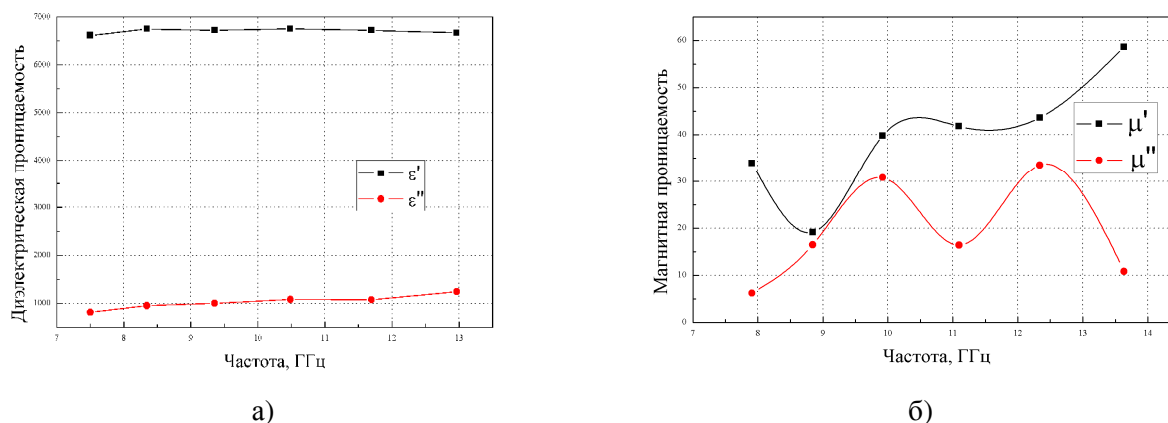 7000
6000
5000
4000
3000
2000
1000
7 8 9 10 11 12 13
Диэлектрическая проницаемость
Частота, ГГц
ε'
ε"
а)
60
50
40
30
20
10
0
7 8 9 10 11 12 13 14
Магнитная проницаемость
Частота, ГГц
μ'
μ"
б)